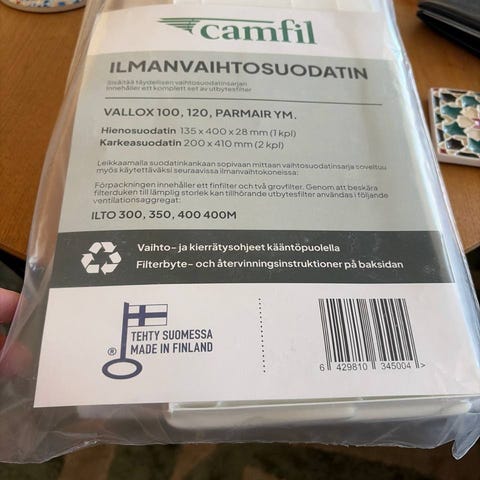 camfil
ILMANVAIHTOSUODATIN
Sisältää täydellisen vaihtosuodatinsarjan
Innehåller ett komplett set av utbytesfilter
VALLOX 100, 120, PARMAIR YM.
Hienosuodatin 135 x 400 x 28 mm (1 kpl)
Karkeasuodatin 200 x 410 mm (2 kpl)
Leikkaamalla suodatinkankaan sopivaan mittaan vaihtosuodatinsarja soveltuu
myös käytettäväksi seuraavissa ilmanvaihtokoneissa:
Förpackningen innehåller ett finfilter och två grovfilter. Genom att beskära
filterduken till lämplig storlek kan tillhörande utbytesfilter användas i följande
ventilationsaggregat:
ILTO 300, 350, 400 400M
Vaihto- ja kierrätysohjeet kääntöpuolella
Filterbyte- och återvinningsinstruktioner på baksidan
® TEHTY SUOMESSA
MADE IN FINLAND
6 429810 345004 >